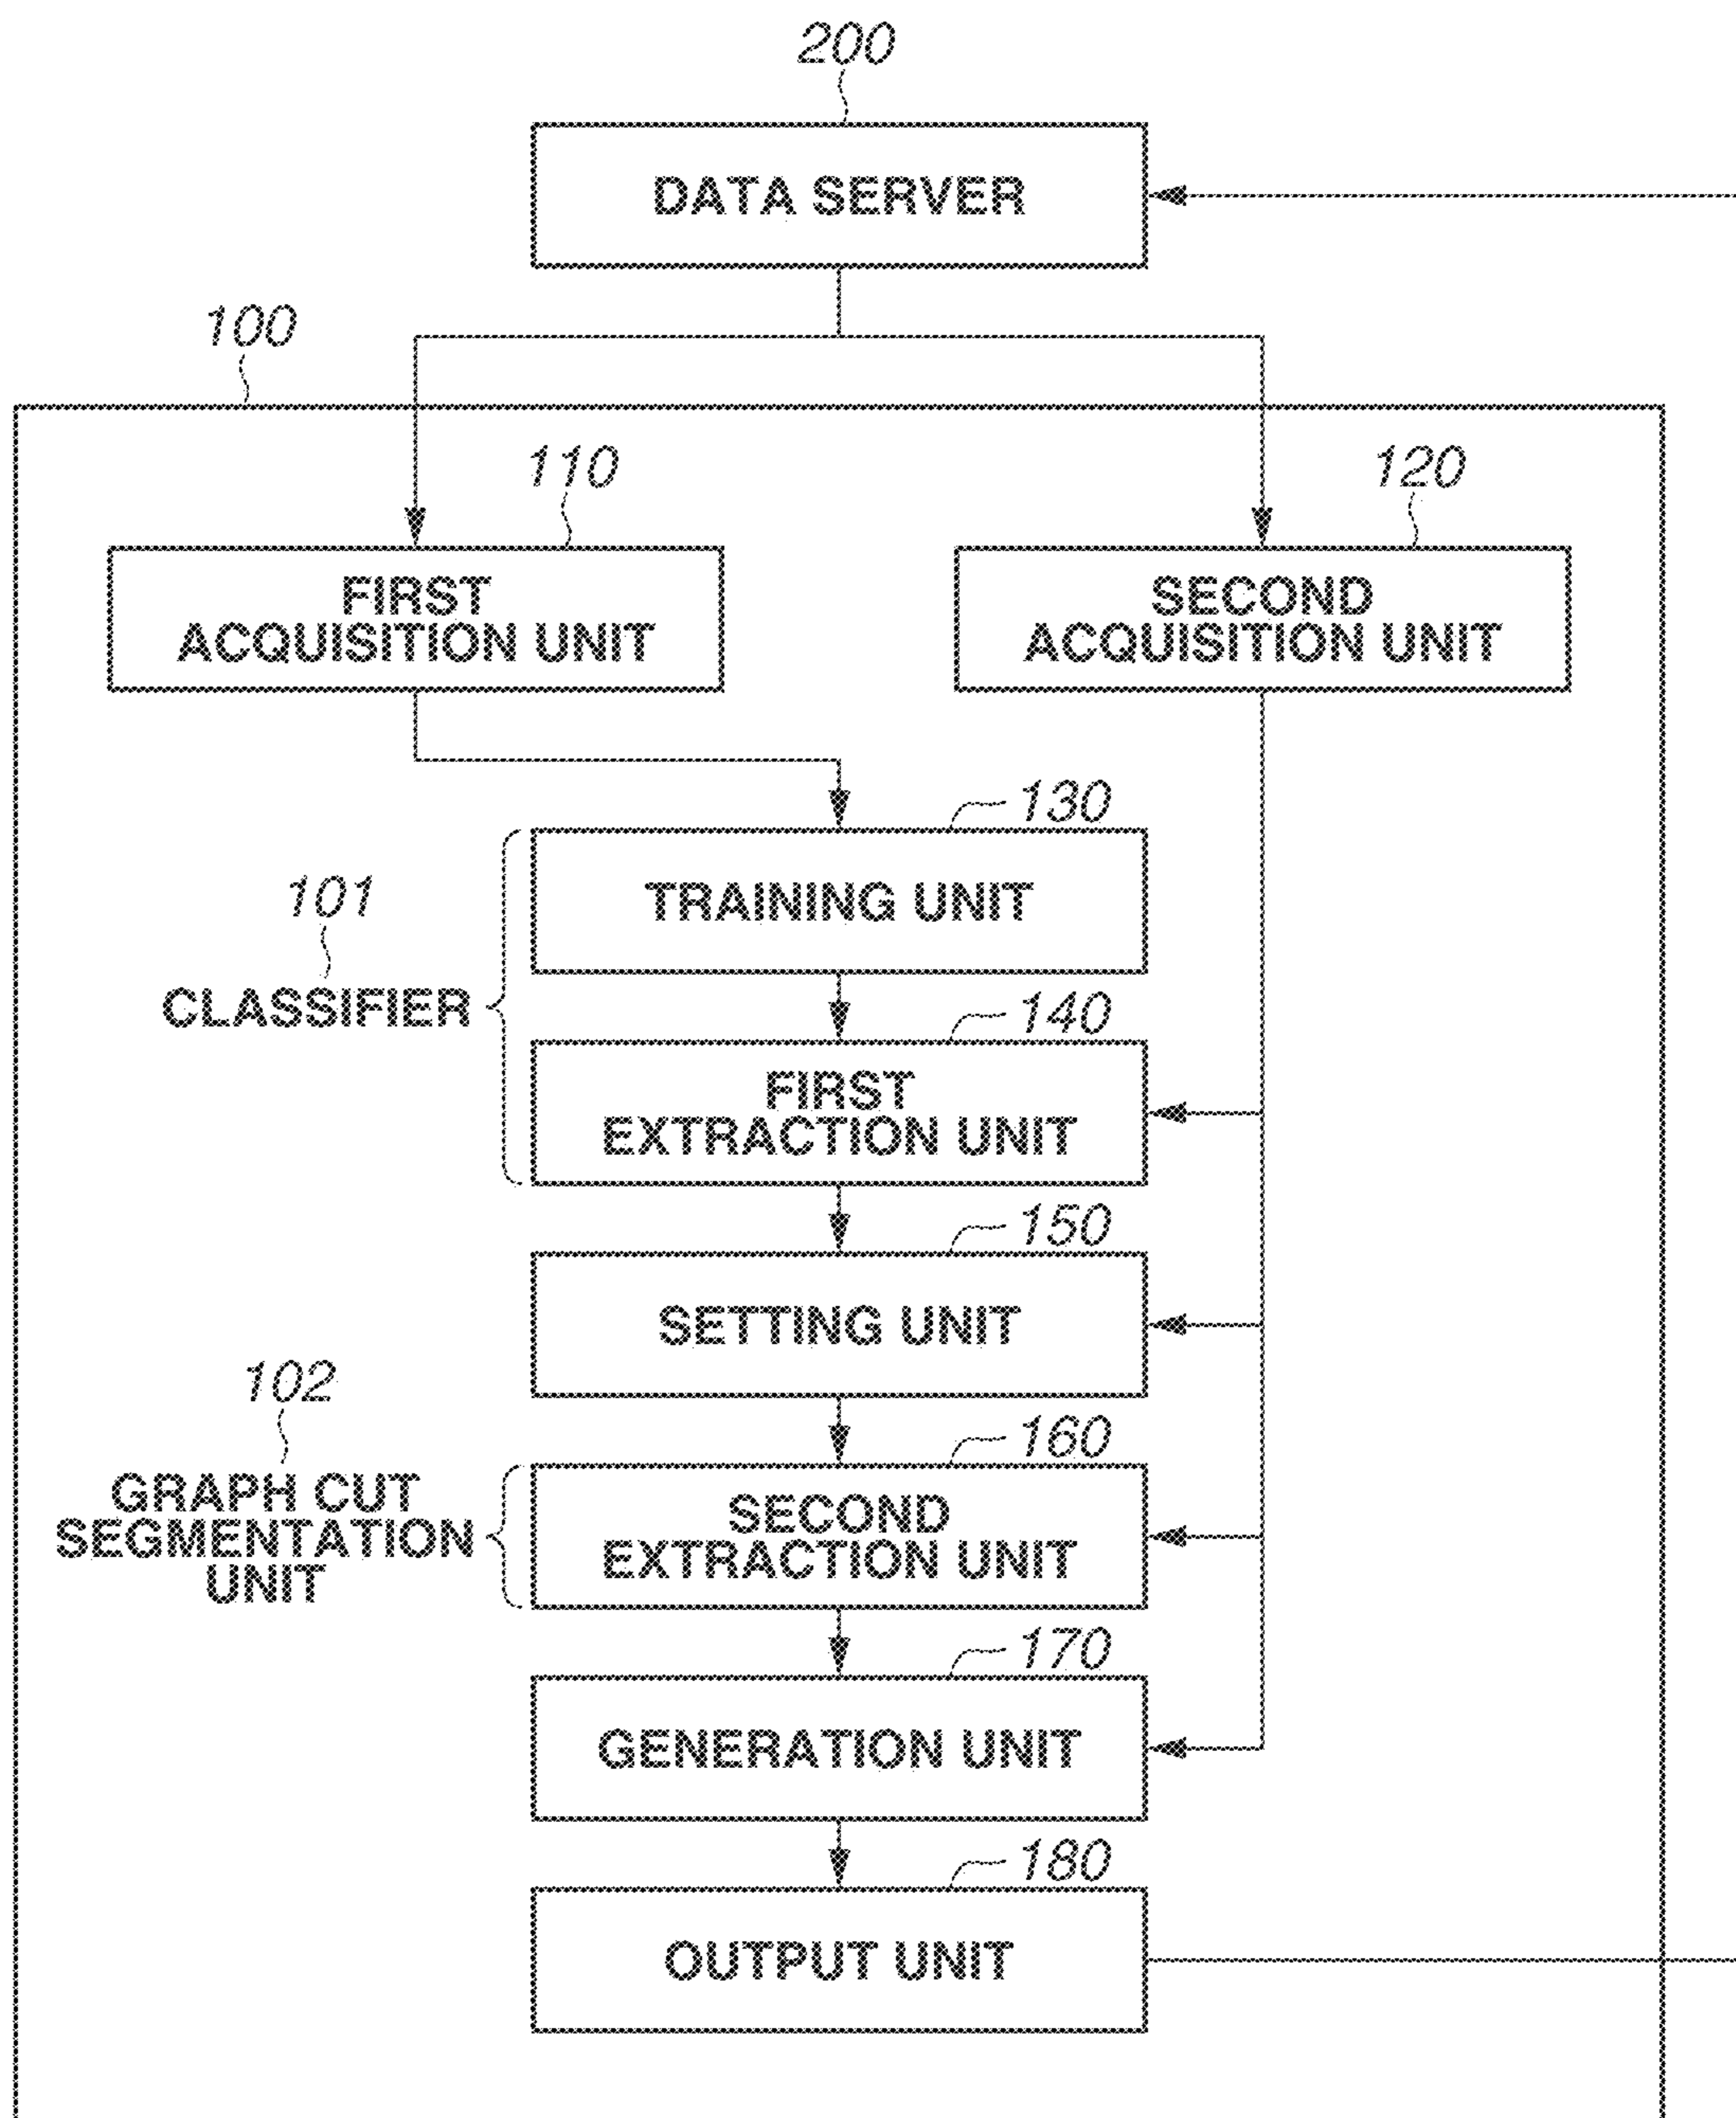 200
DATA SERVER
100
110
120
FIRST
ACQUISITION UNIT
SECOND
ACQUISITION UNIT
130
TRAINING UNIT
101
CLASSIFIER
140
FIRST
EXTRACTION UNIT
150
SETTING UNIT
102
GRAPH CUT
SEGMENTATION
UNIT
160
SECOND
EXTRACTION UNIT
170
GENERATION UNIT
180
OUTPUT UNIT